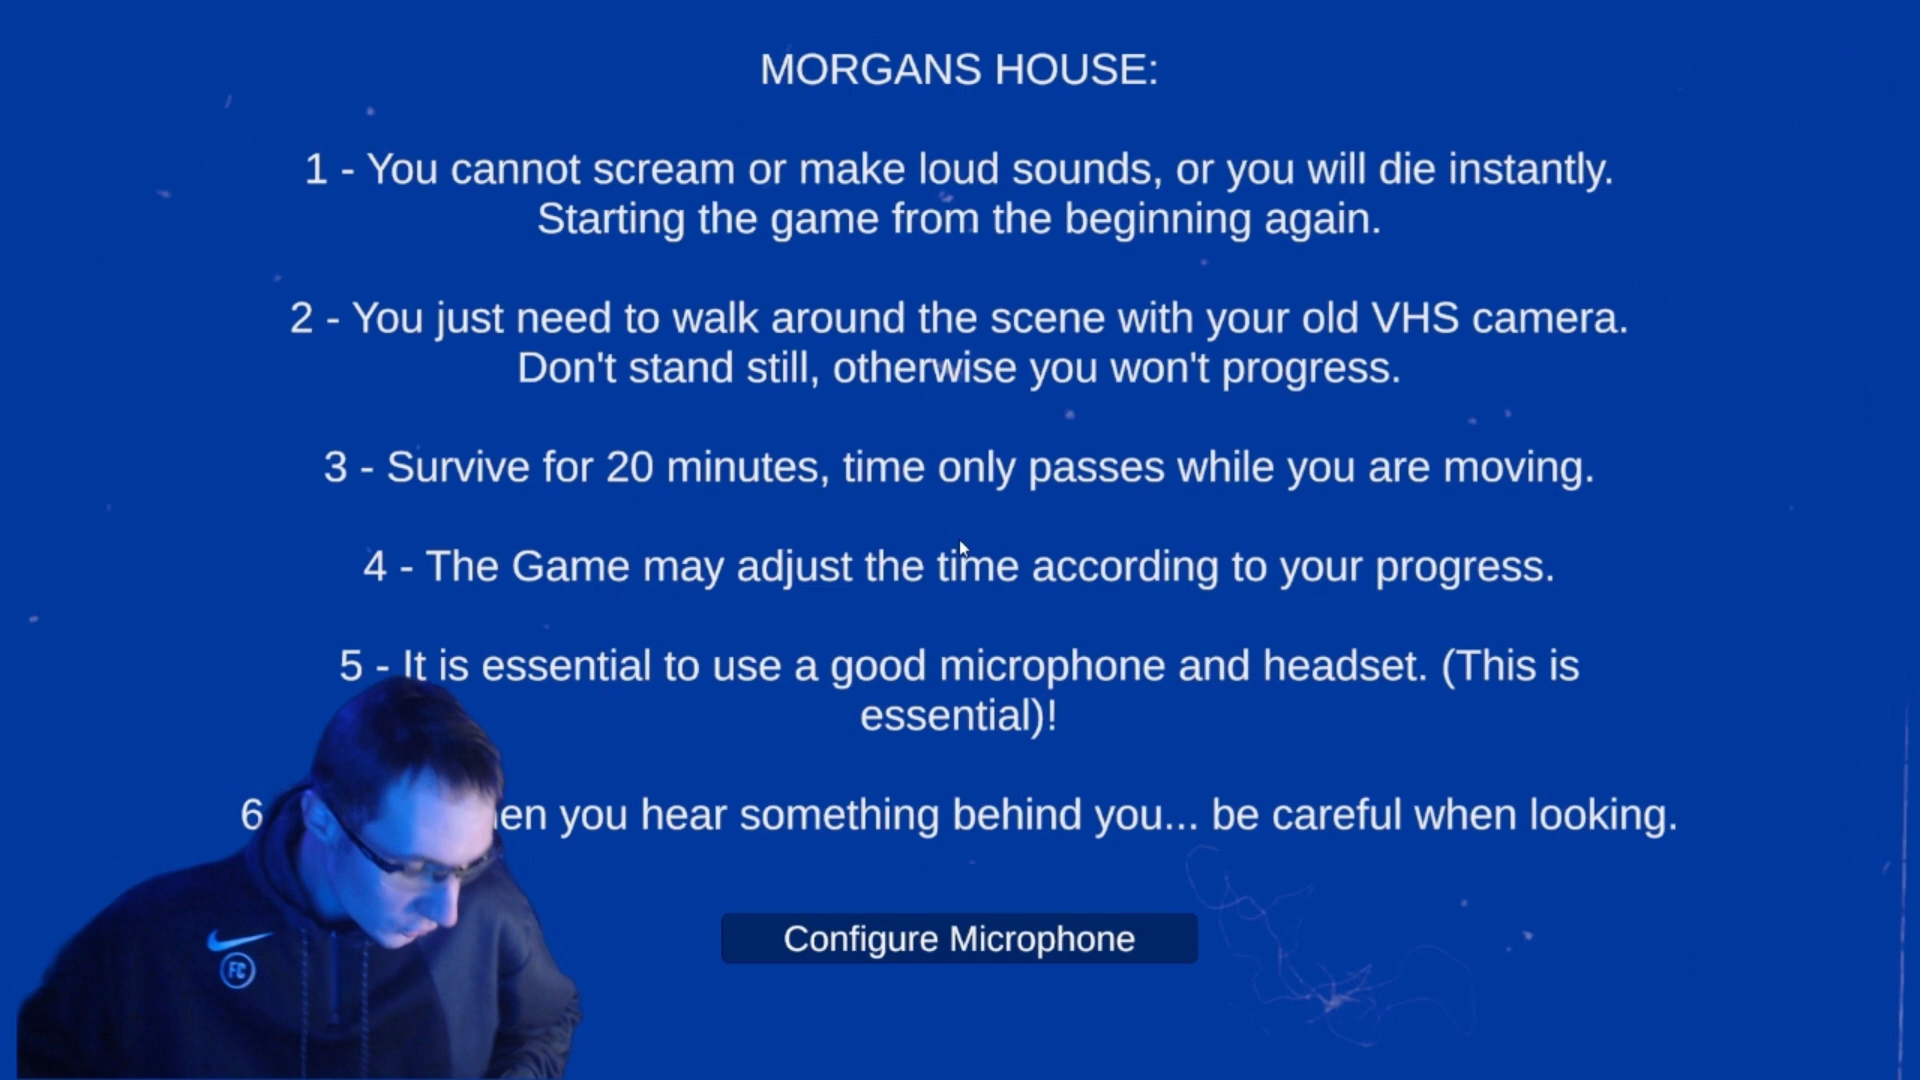 MORGANS HOUSE:
1 - You cannot scream or make loud sounds, or you will die instantly.
Starting the game from the beginning again.
2 - You just need to walk around the scene with your old VHS camera.
Don't stand still, otherwise you won't progress.
3 - Survive for 20 minutes, time only passes while you are moving.
4 - The Game may adjust the time according to your progress.
5 - It is essential to use a good microphone and headset. (This is
essential)!
6 you hear something behind you... be careful when looking.
FC
Configure Microphone